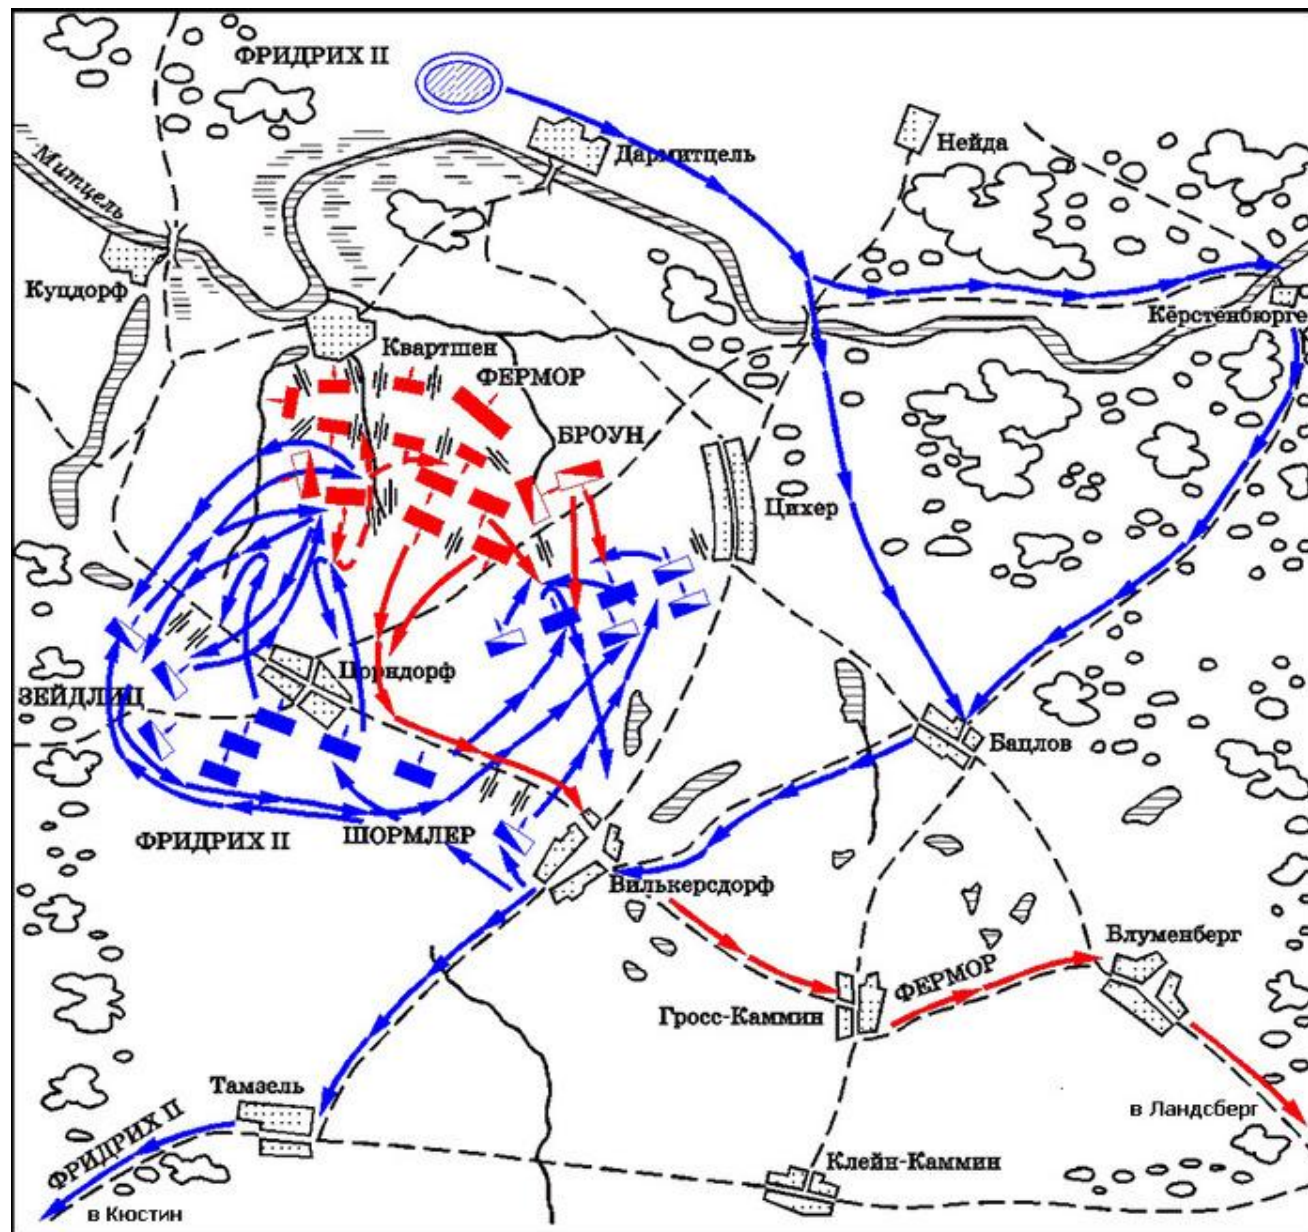 ФРИДРИХ II
Дармитцель
Нейда
Митцель
Куцдорф
Кёрстенбюрге
Квартшен
ФЕРМОР
БРОУН
Цихер
Цорндорф
ЗЕЙДЛИЦ
Бацлов
ФРИДРИХ II
ШОРМЛЕР
Вилькерсдорф
Блуменберг
ФЕРМОР
Гросс-Каммин
Тамзель
в Ландсберг
ФРИДРИХ II
Клейн-Каммин
в Кюстин